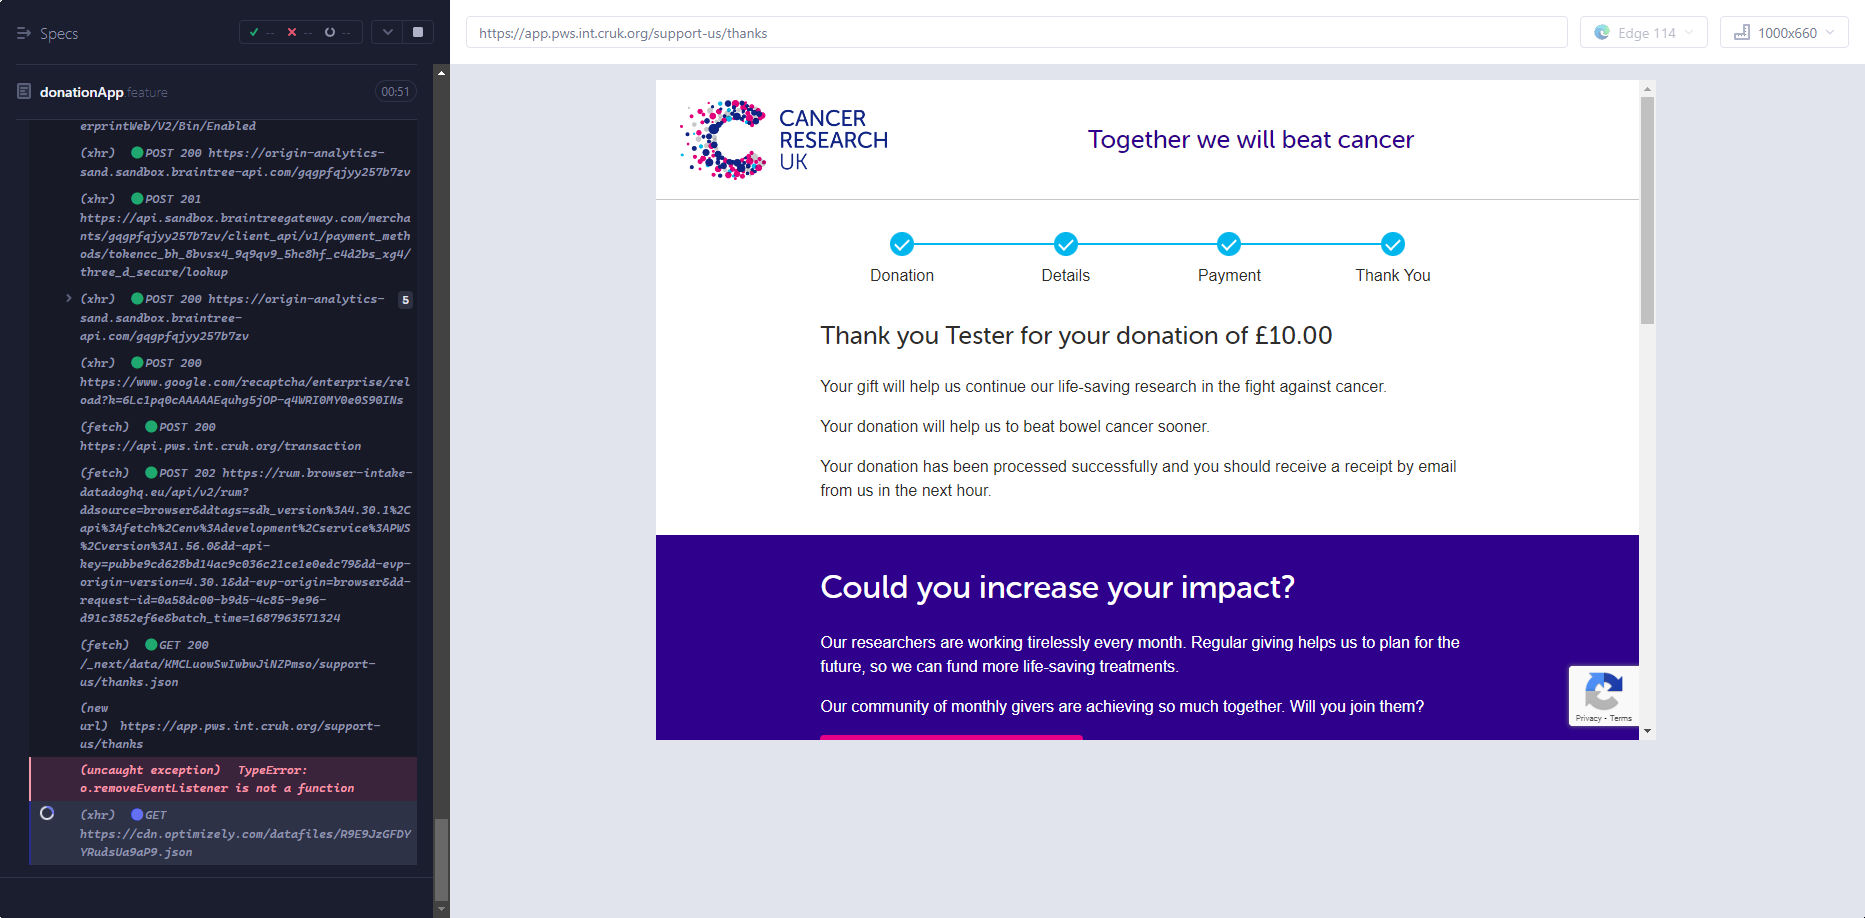 Specs
-- -- --
donationApp feature
00:51
erprintWeb/V2/Bin/Enabled
(xhr) POST 200 https://origin-analytics-
sand.sandbox.braintree-api.com/gqgpfqjyy257b7zv
(xhr) POST 201
https://api.sandbox.braintreegateway.com/mercha
nts/gqgpfqjyy257b7zv/client_api/v1/payment_meth
ods/tokencc_bh_8bvsx4_9q9qv9_5hc8hf_c4d2bs_xg4/
three_d_secure/lookup
(xhr) POST 200 https://origin-analytics-
5
sand.sandbox.braintree-
api.com/gqgpfqjyy257b7zv
(xhr) POST 200
https://www.google.com/recaptcha/enterprise/rel
oad?k=6Lc1pq0cAAAAAEquhg5jOP-q4WRI0MY0e0S90INs
(fetch) POST 200
https://api.pws.int.cruk.org/transaction
(fetch) POST 202 https://rum.browser-intake-
datadoghq.eu/api/v2/rum?
ddsource=browser&ddtags=sdk_version%3A4.30.1%2C
api%3Afetch%2Cenv%3Adevelopment%2Cservice%3APWS
%2Cversion%3A1.56.0&dd-api-
key=pubbe9cd628bd14ac9c036c21ce1e0edc79&dd-evp-
origin-version=4.30.1&dd-evp-origin=browser&dd-
request-id=0a58dc00-b9d5-4c85-9e96-
d91c3852ef6e&batch_time=1687963571324
(fetch) GET 200
/_next/data/KMCLuowSwIwbwJiNZPmso/support-
us/thanks.json
(new
url) https://app.pws.int.cruk.org/support-
us/thanks
(uncaught exception) TypeError:
o.removeEventListener is not a function
(xhr) GET
https://cdn.optimizely.com/datafiles/R9E9JzGFDY
YRudsUa9aP9.json
https://app.pws.int.cruk.org/support-us/thanks
Edge 114
1000x660
CANCER
RESEARCH
UK
Together we will beat cancer
Donation
Details
Payment
Thank You
Thank you Tester for your donation of £10.00
Your gift will help us continue our life-saving research in the fight against cancer.
Your donation will help us to beat bowel cancer sooner.
Your donation has been processed successfully and you should receive a receipt by email
from us in the next hour.
Could you increase your impact?
Our researchers are working tirelessly every month. Regular giving helps us to plan for the
future, so we can fund more life-saving treatments.
Our community of monthly givers are achieving so much together. Will you join them?
Privacy - Terms